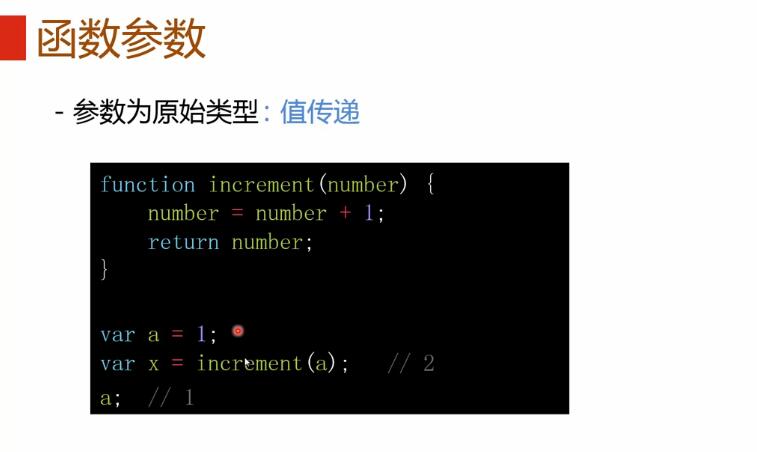 函数参数
- 参数为原始类型：值传递
function increment(number) {
    number = number + 1;
    return number;
}
var a = 1;
var x = increment(a);   // 2
a;  // 1